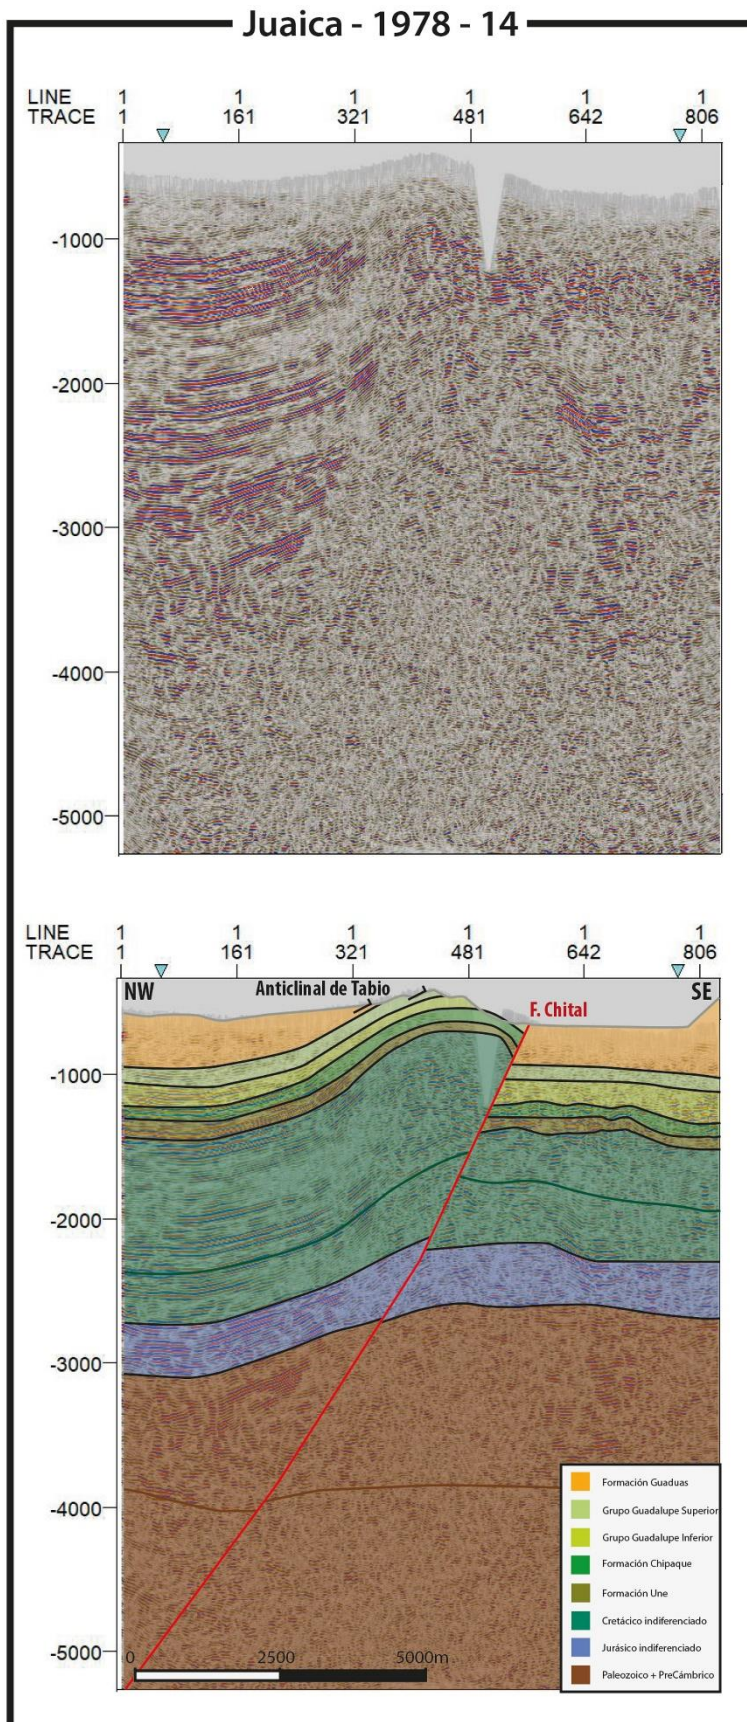 Juaica - 1978 - 14
LINE 1 1 1 1 1 1
TRACE 1 161 321 481 642 806
-1000
-2000
-3000
-4000
-5000
LINE 1 1 1 1 1 1
TRACE 1 161 321 481 642 806
NW Anticlinal de Tabio SE
F. Chital
-1000
-2000
-3000
-4000
-5000
0 2500 5000m.
Formación Guaduas
Grupo Guadalupe Superior
Grupo Guadalupe Inferior
Formación Chipaque
Formación Une
Cretácico indiferenciado
Jurásico indiferenciado
Paleozoico + PreCámbrico